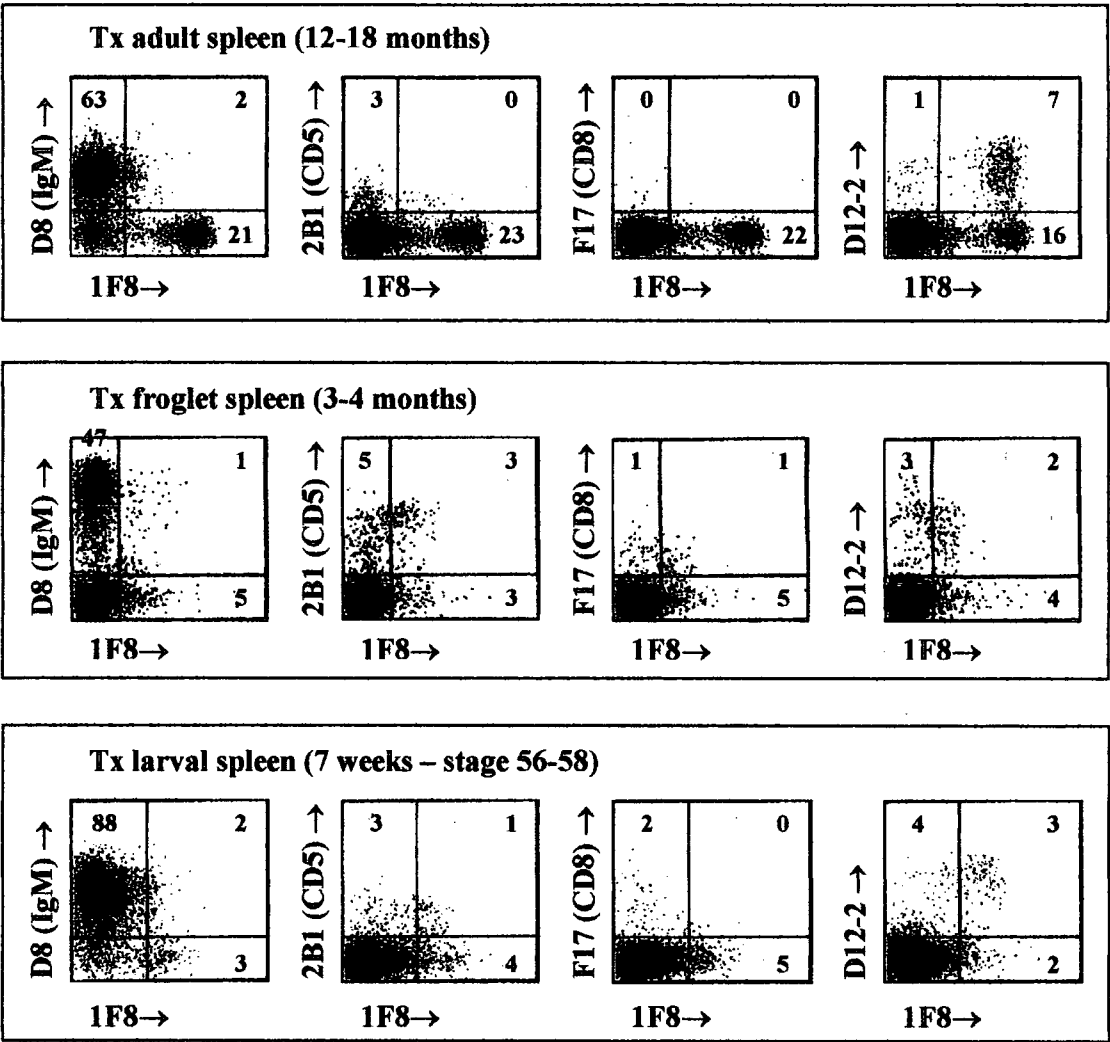 Tx adult spleen (12-18 months)
D8 (IgM) →
63
2
21
1F8→
2B1 (CD5) →
3
0
23
1F8→
F17 (CD8) →
0
0
22
1F8→
D12-2 →
1
7
16
1F8→
Tx froglet spleen (3-4 months)
D8 (IgM) →
47
1
5
1F8→
2B1 (CD5) →
5
3
3
1F8→
F17 (CD8) →
1
1
5
1F8→
D12-2 →
3
2
4
1F8→
Tx larval spleen (7 weeks – stage 56-58)
D8 (IgM) →
88
2
3
1F8→
2B1 (CD5) →
3
1
4
1F8→
F17 (CD8) →
2
0
5
1F8→
D12-2 →
4
3
2
1F8→